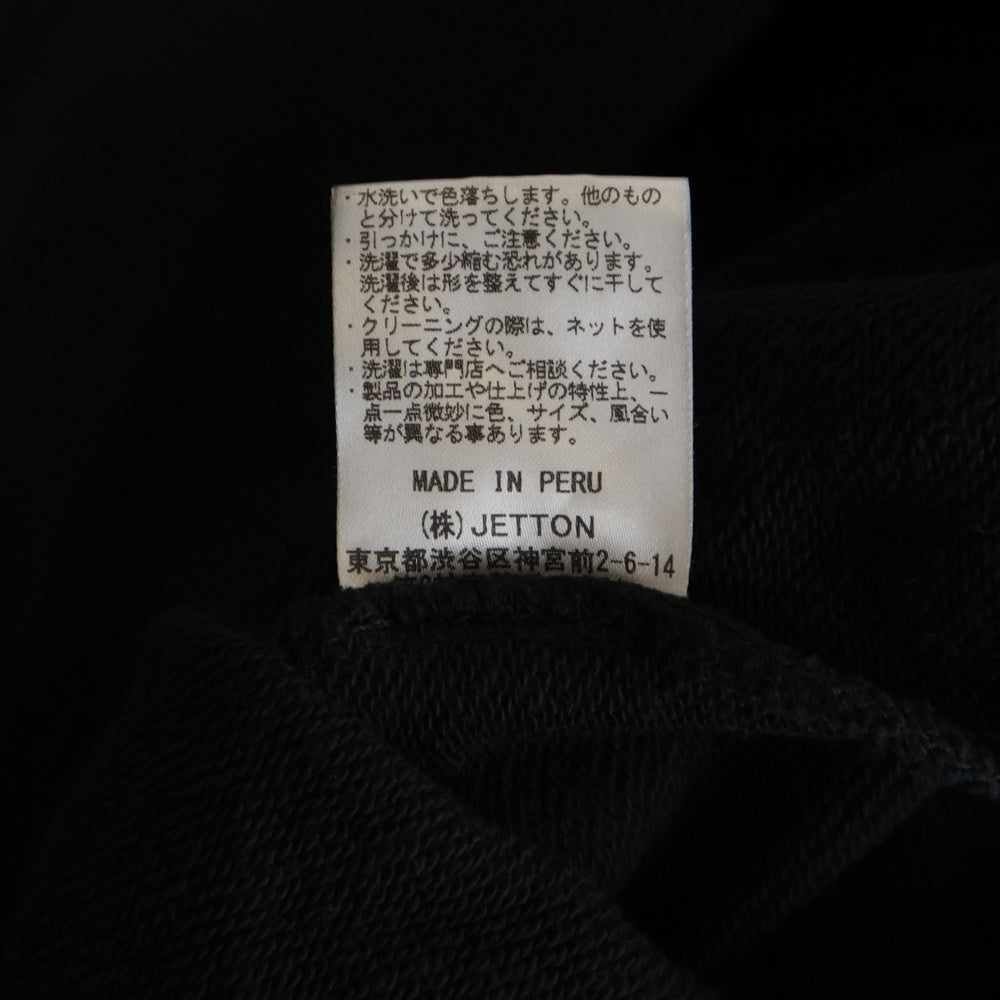 ・水洗いで色落ちします。他のもの
と分けて洗ってください。
・引っかけに、ご注意ください。
・洗濯で多少縮む恐れがあります。
洗濯後は形を整えてすぐに干して
ください。
・クリーニングの際は、ネットを使
用してください。
・洗濯は専門店へご相談ください。
・製品の加工や仕上げの特性上、一
点一点微妙に色、サイズ、風合い
等が異なる事あります。
MADE IN PERU
(株)JETTON
東京都渋谷区神宮前2-6-14